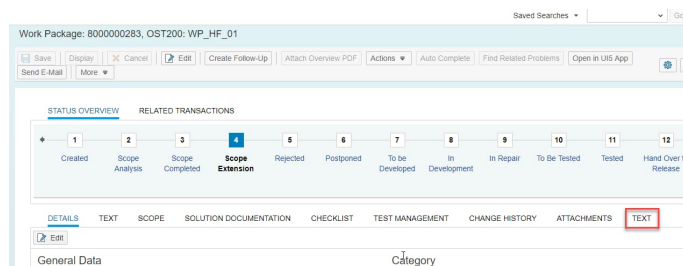 Saved Searches
Go
Work Package: 8000000283, OST200: WP_HF_01
Save Display Cancel Edit Create Follow-Up Attach Overview PDF Actions Auto Complete Find Related Problems Open in UI5 App
Send E-Mail More
STATUS OVERVIEW RELATED TRANSACTIONS
1 2 3 4 5 6 7 8 9 10 11 12
Created Scope Scope Scope Rejected Postponed To be In In Repair To Be Tested Tested Hand Over
Analysis Completed Extension Developed Development Release
DETAILS TEXT SCOPE SOLUTION DOCUMENTATION CHECKLIST TEST MANAGEMENT CHANGE HISTORY ATTACHMENTS TEXT
Edit
General Data Category